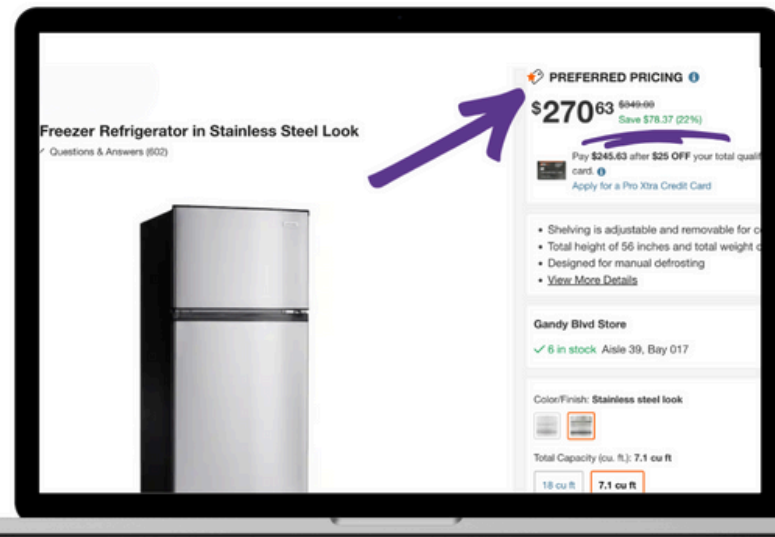 PREFERRED PRICING
$270 63 $349.00
Save $78.37 (22%)
Freezer Refrigerator in Stainless Steel Look
Questions & Answers (602)
Pay $245.63 after $25 OFF your total qualif
card.
Apply for a Pro Xtra Credit Card
• Shelving is adjustable and removable for c
• Total height of 56 inches and total weight c
• Designed for manual defrosting
• View More Details
Gandy Blvd Store
6 in stock Aisle 39, Bay 017
Color/Finish: Stainless steel look
Total Capacity (cu. ft.): 7.1 cu ft
18 cu ft 7.1 cu ft